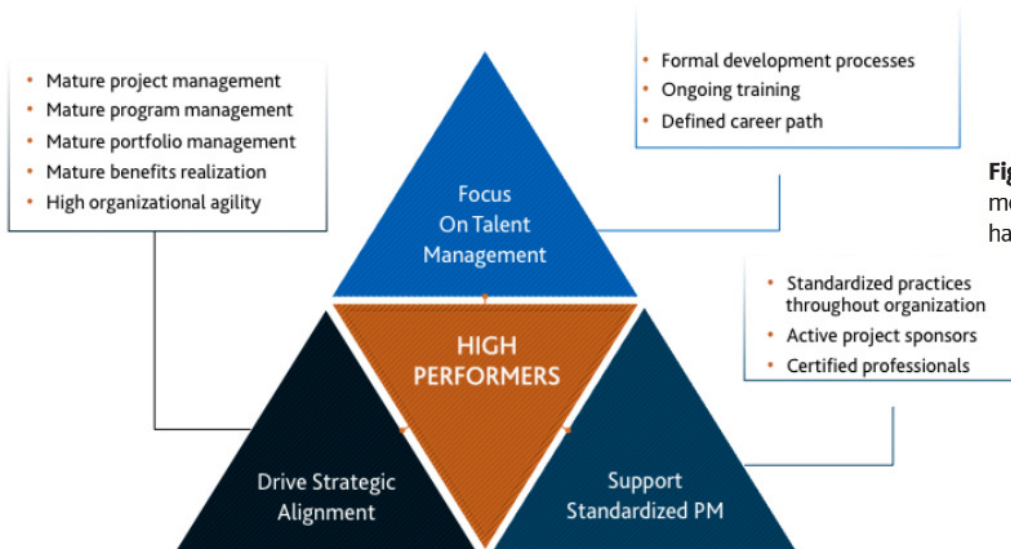 • Mature project management
• Mature program management
• Mature portfolio management
• Mature benefits realization
• High organizational agility
• Formal development processes
• Ongoing training
• Defined career path
Focus
On Talent
Management
• Standardized practices
throughout organization
• Active project sponsors
• Certified professionals
HIGH
PERFORMERS
Drive Strategic
Alignment
Support
Standardized PM